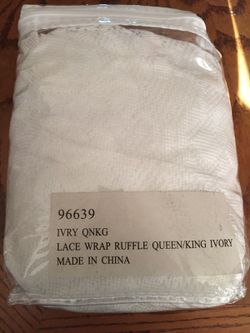 96639
IVRY QNKG
LACE WRAP RUFFLE QUEEN/KING IVORY
MADE IN CHINA